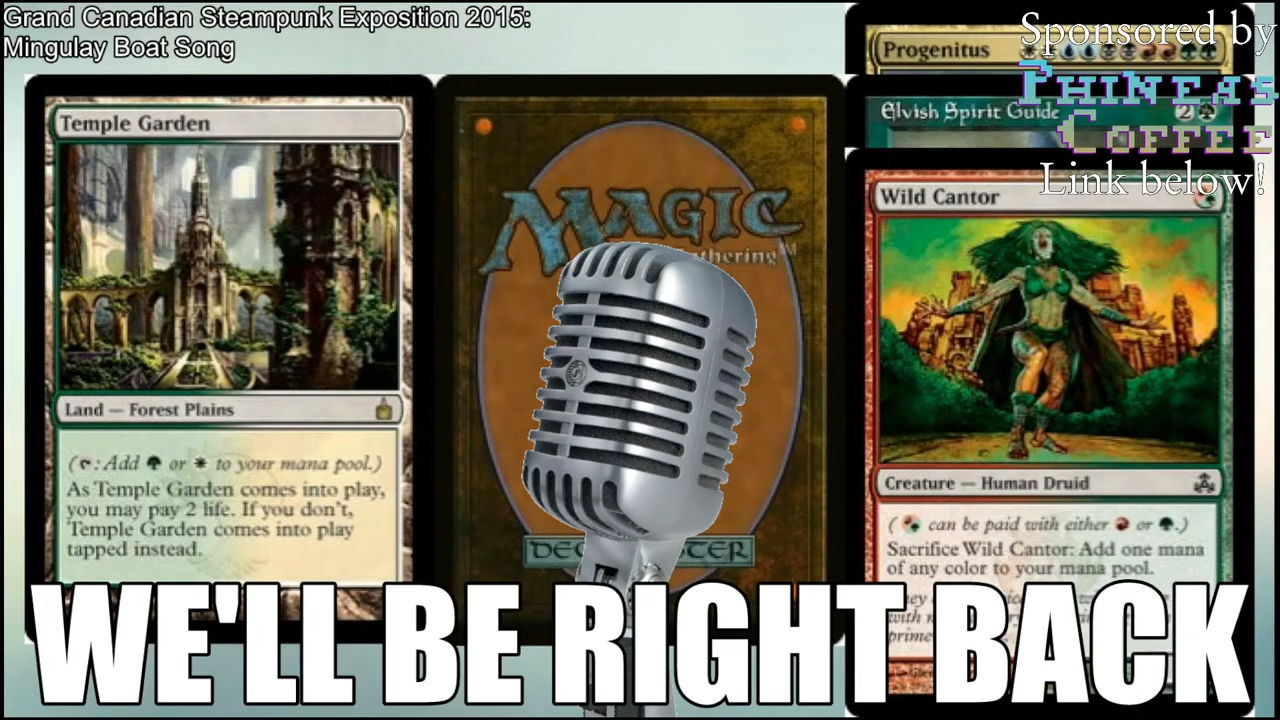 Grand Canadian Steampunk Exposition 2015:
Mingulay Boat Song
Sponsored by
PHINEAS
COFFEE
Link below!
Temple Garden
Land — Forest Plains
( : Add or to your mana pool.)
As Temple Garden comes into play,
you may pay 2 life. If you don't,
Temple Garden comes into play
tapped instead.
MAGIC
Progenitus
Elvish Spirit Guide 2
Wild Cantor
Creature — Human Druid
( can be paid with either or .)
Sacrifice Wild Cantor: Add one mana
of any color to your mana pool.
WE'LL BE RIGHT BACK